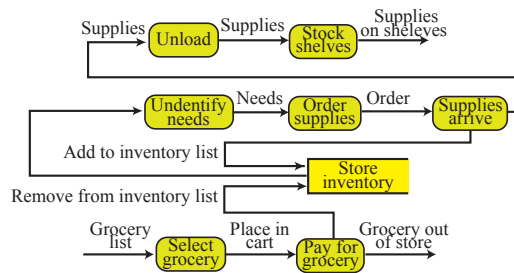 Supplies
Unload
Supplies
Stock
shelves
Supplies
on sheleves
Undentify
needs
Needs
Order
supplies
Order
Supplies
arrive
Add to inventory list
Store
inventory
Remove from inventory list
Grocery
list
Select
grocery
Place in
cart
Pay for
grocery
Grocery out
of store